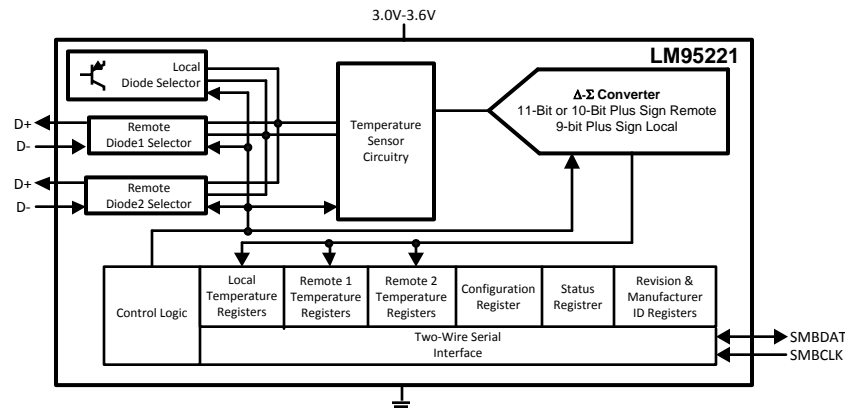 3.0V-3.6V
LM95221
Local
Diode Selector
D+
D-
Remote
Diode1 Selector
D+
D-
Remote
Diode2 Selector
Temperature
Sensor
Circuitry
Δ-Σ Converter
11-Bit or 10-Bit Plus Sign Remote
9-bit Plus Sign Local
Control Logic
Local
Temperature
Registers
Remote 1
Temperature
Registers
Remote 2
Temperature
Registers
Configuration
Register
Status
Registrer
Revision &
Manufacturer
ID Registers
Two-Wire Serial
Interface
SMBDAT
SMBCLK